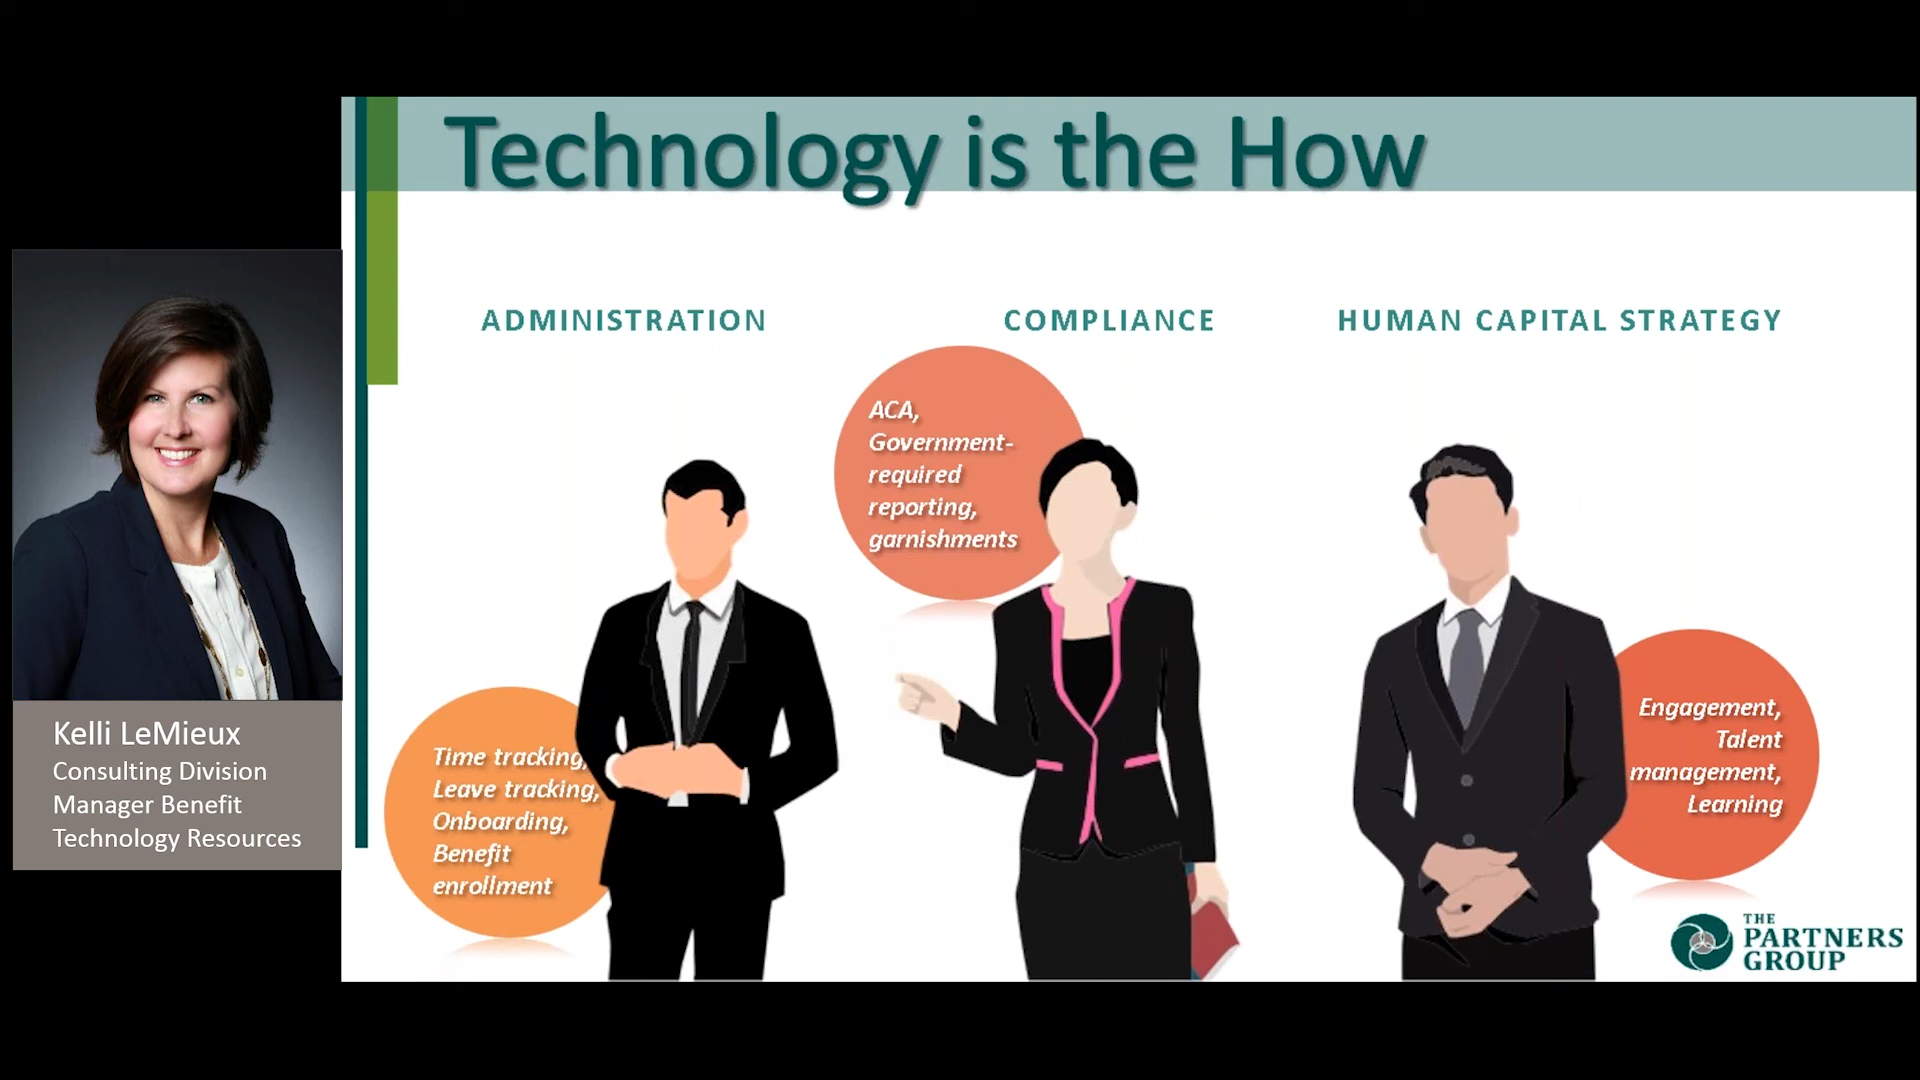 Technology is the How
ADMINISTRATION
COMPLIANCE
HUMAN CAPITAL STRATEGY
ACA,
Government-
required
reporting,
garnishments
Time tracking,
Leave tracking,
Onboarding,
Benefit
enrollment
Engagement,
Talent
management,
Learning
Kelli LeMieux
Consulting Division
Manager Benefit
Technology Resources
THE
PARTNERS
GROUP